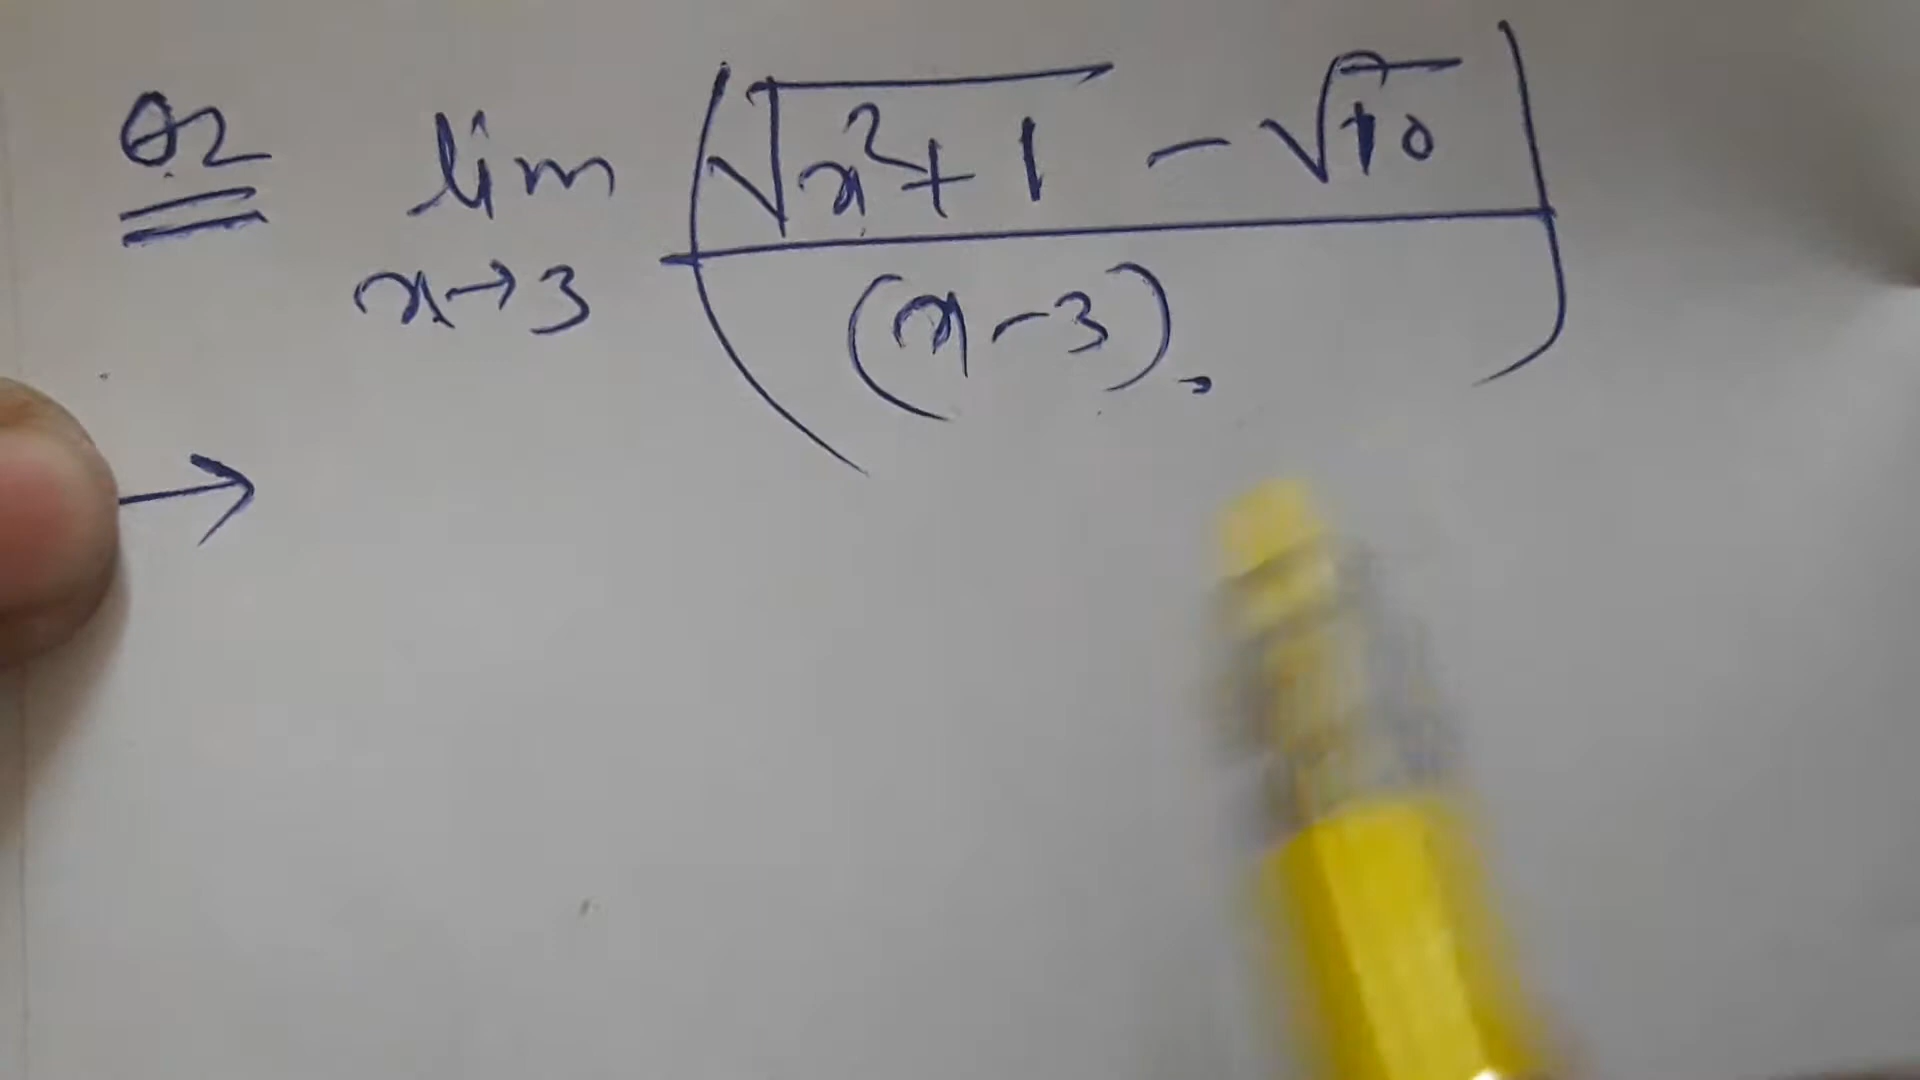 Q2 lim (√x²+1 - √10)
x→3 (x-3).
→